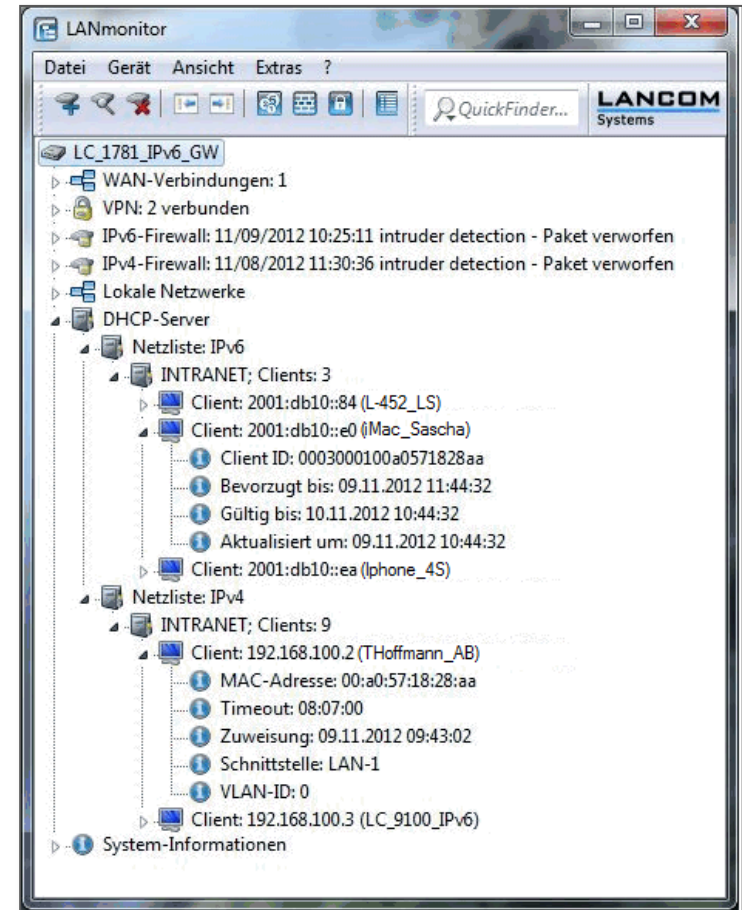 LANmonitor
Datei Gerät Ansicht Extras ?
QuickFinder...
LANCOM
Systems
LC_1781_IPv6_GW
WAN-Verbindungen: 1
VPN: 2 verbunden
IPv6-Firewall: 11/09/2012 10:25:11 intruder detection - Paket verworfen
IPv4-Firewall: 11/08/2012 11:30:36 intruder detection - Paket verworfen
Lokale Netzwerke
DHCP-Server
Netzliste: IPv6
INTRANET; Clients: 3
Client: 2001:db10::84 (L-452_LS)
Client: 2001:db10::e0 (iMac_Sascha)
Client ID: 0003000100a0571828aa
Bevorzugt bis: 09.11.2012 11:44:32
Gültig bis: 10.11.2012 10:44:32
Aktualisiert um: 09.11.2012 10:44:32
Client: 2001:db10::ea (Iphone_4S)
Netzliste: IPv4
INTRANET; Clients: 9
Client: 192.168.100.2 (THoffmann_AB)
MAC-Adresse: 00:a0:57:18:28:aa
Timeout: 08:07:00
Zuweisung: 09.11.2012 09:43:02
Schnittstelle: LAN-1
VLAN-ID: 0
Client: 192.168.100.3 (LC_9100_IPv6)
System-Informationen